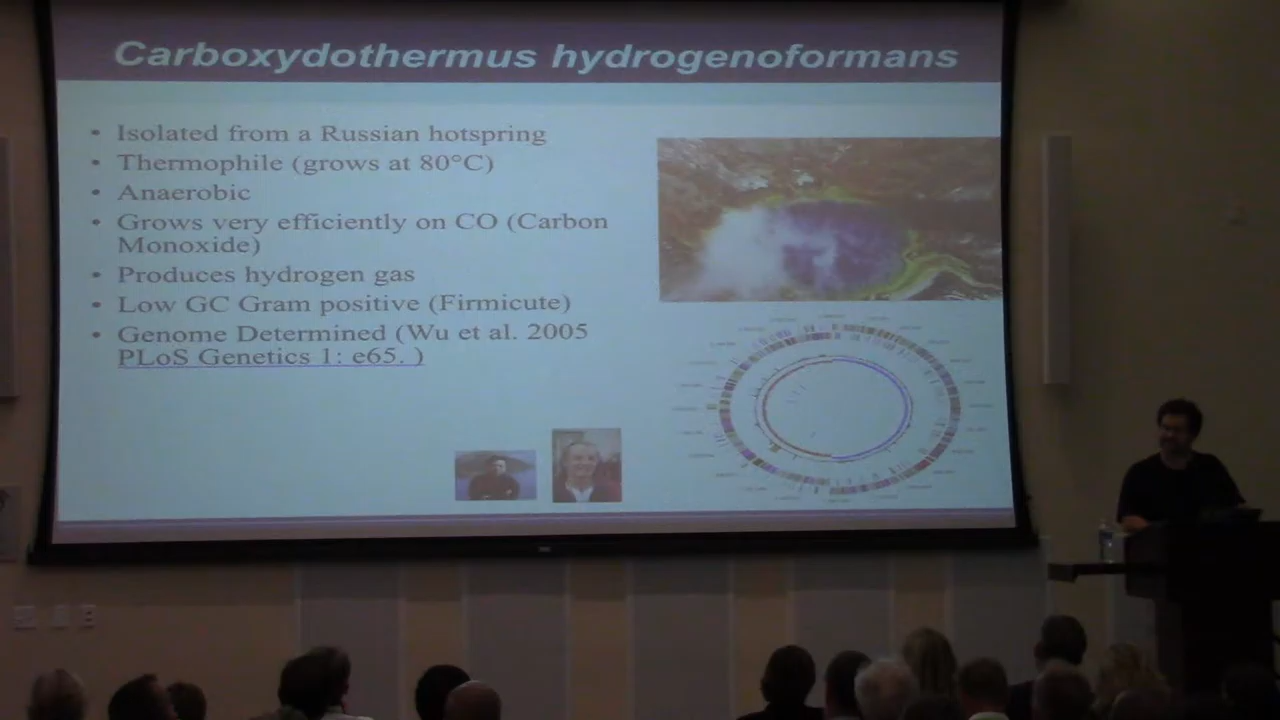 Carboxydothermus hydrogenoformans
• Isolated from a Russian hotspring
• Thermophile (grows at 80°C)
• Anaerobic
• Grows very efficiently on CO (Carbon
Monoxide)
• Produces hydrogen gas
• Low GC Gram positive (Firmicute)
• Genome Determined (Wu et al. 2005
PLoS Genetics 1: e65. )